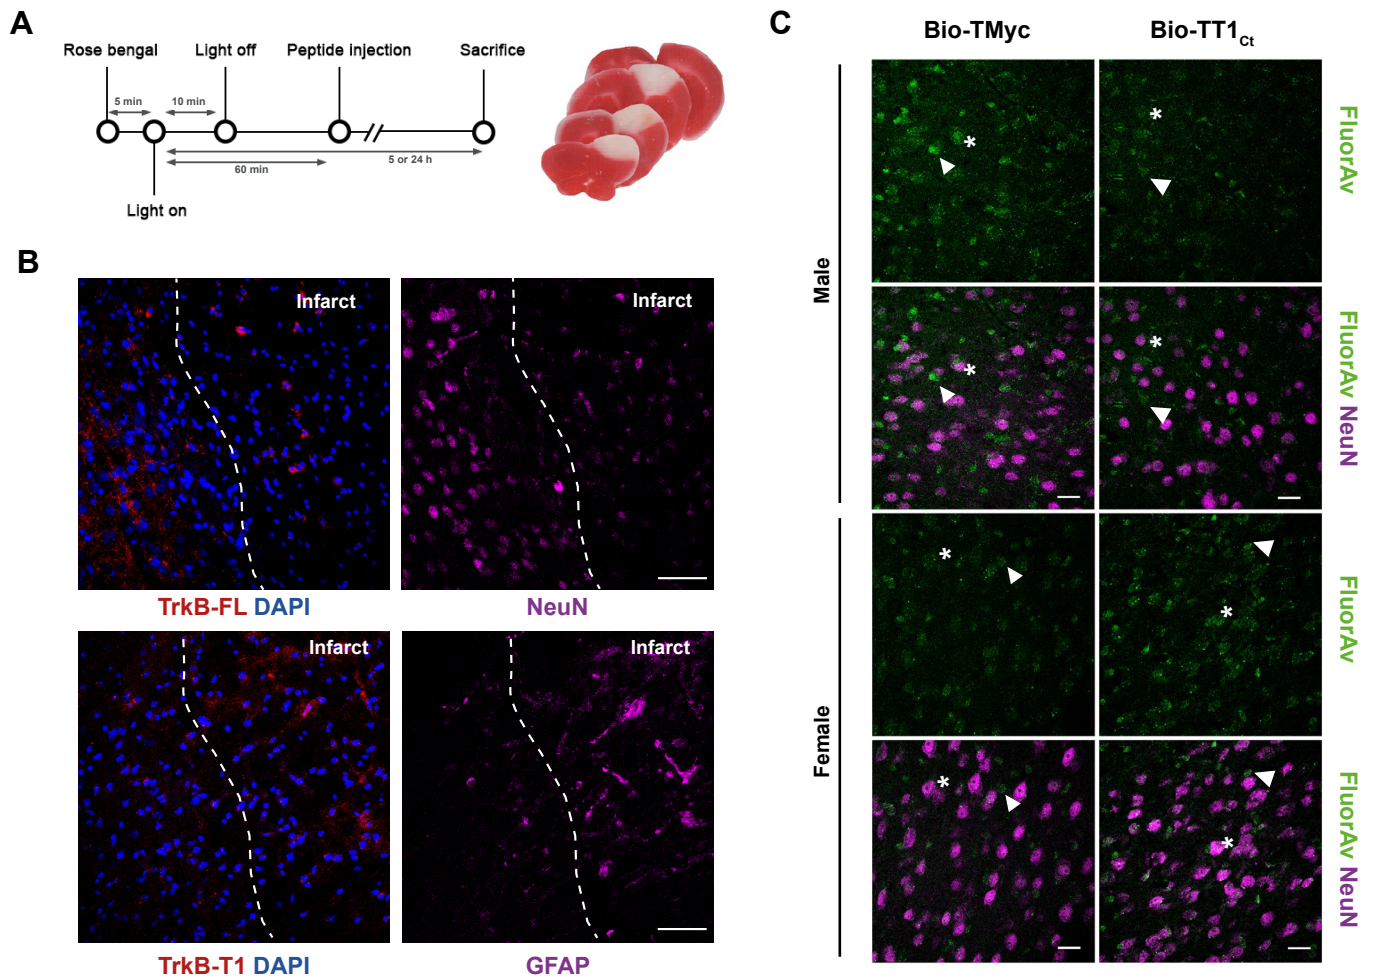 A
Rose bengal
Light off
Peptide injection
Sacrifice
5 min
10 min
5 or 24 h
60 min
Light on
B
Infarct
Infarct
TrkB-FL DAPI
NeuN
Infarct
Infarct
TrkB-T1 DAPI
GFAP
C
Bio-TMyc
Bio-TT1Ct
Male
*
*
FluorAv
*
*
FluorAv NeuN
Female
*
*
FluorAv
*
*
FluorAv NeuN